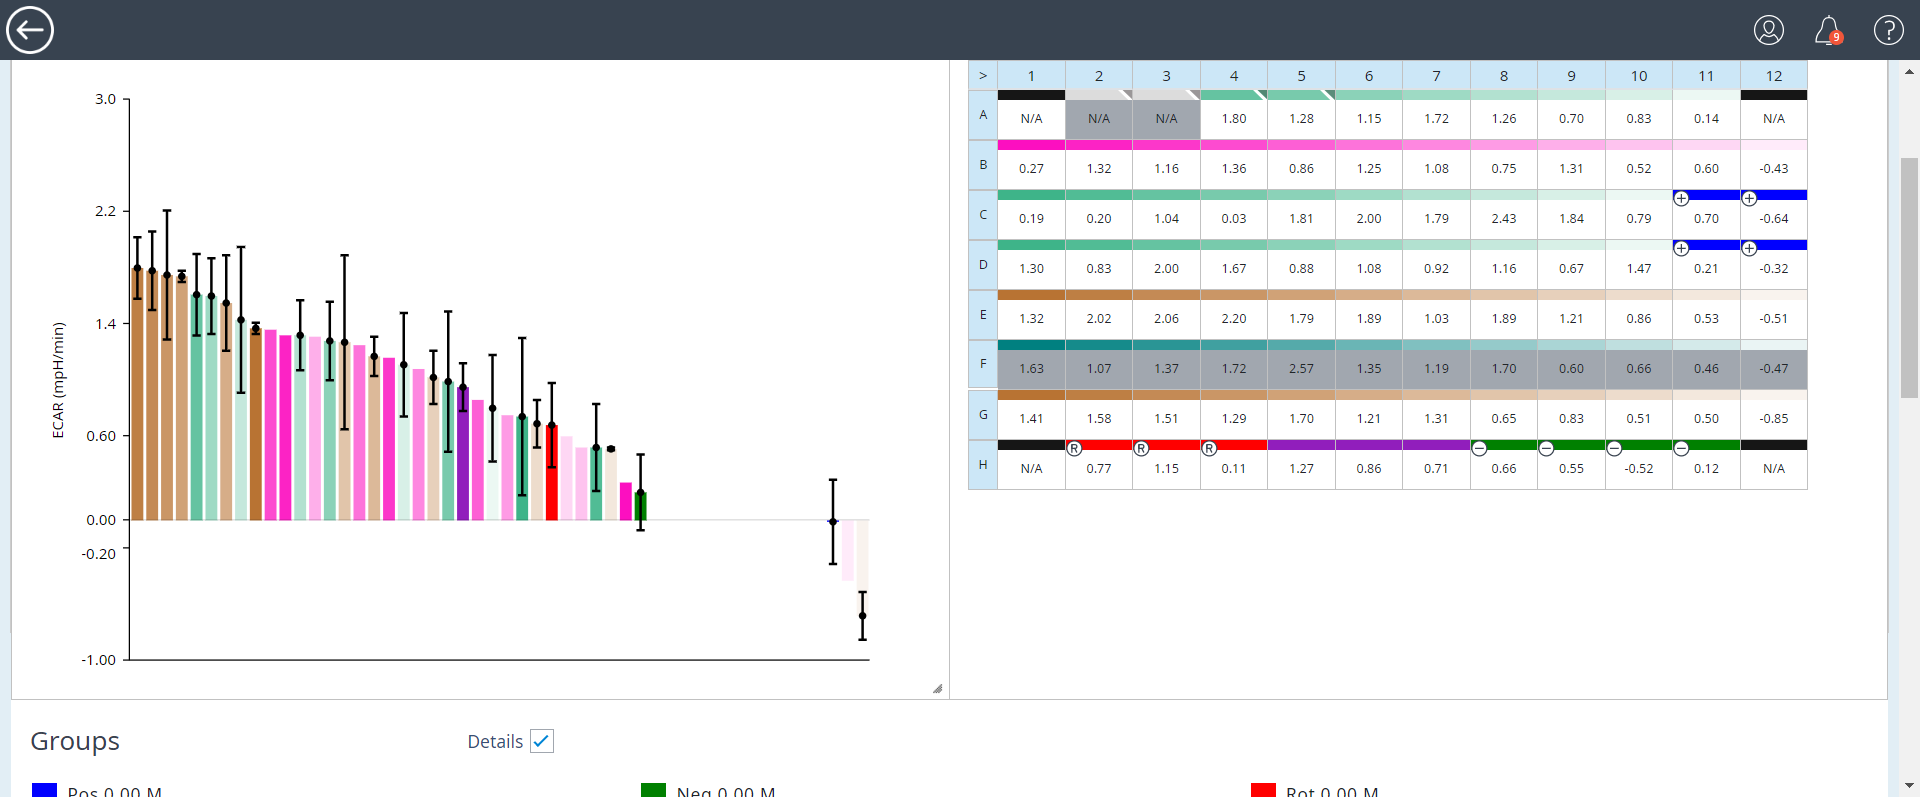 9
3.0
2.2
1.4
0.60
0.00
-0.20
-1.00
ECAR (mpH/min)
> 1 2 3 4 5 6 7 8 9 10 11 12
A N/A N/A N/A 1.80 1.28 1.15 1.72 1.26 0.70 0.83 0.14 N/A
B 0.27 1.32 1.16 1.36 0.86 1.25 1.08 0.75 1.31 0.52 0.60 -0.43
C 0.19 0.20 1.04 0.03 1.81 2.00 1.79 2.43 1.84 0.79 0.70 -0.64
D 1.30 0.83 2.00 1.67 0.88 1.08 0.92 1.16 0.67 1.47 0.21 -0.32
E 1.32 2.02 2.06 2.20 1.79 1.89 1.03 1.89 1.21 0.86 0.53 -0.51
F 1.63 1.07 1.37 1.72 2.57 1.35 1.19 1.70 0.60 0.66 0.46 -0.47
G 1.41 1.58 1.51 1.29 1.70 1.21 1.31 0.65 0.83 0.51 0.50 -0.85
R R R
H N/A 0.77 1.15 0.11 1.27 0.86 0.71 0.66 0.55 -0.52 0.12 N/A
Groups
Details
Pos 0.00 M
Neg 0.00 M
Rot 0.00 M